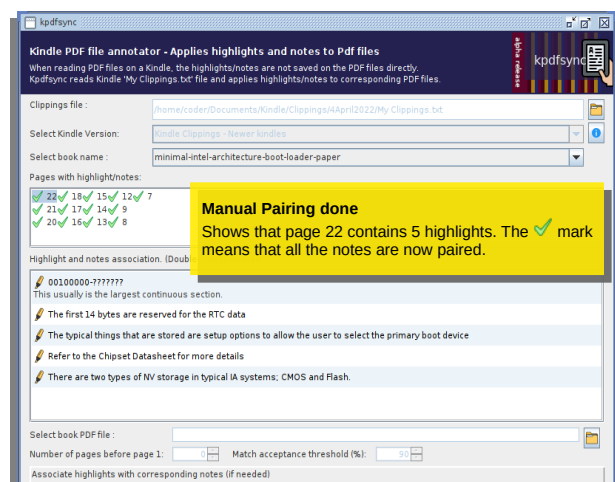 kpdfsync
Kindle PDF file annotator - Applies highlights and notes to Pdf files
When reading PDF files on a Kindle, the highlights/notes are not saved on the PDF files directly.
Kpdfsync reads Kindle 'My Clippings.txt' file and applies highlights/notes to corresponding PDF files.
alpha release
kpdfsync
Clippings file :
/home/coder/Documents/Kindle/Clippings/4April2022/My Clippings.txt
Select Kindle Version:
Kindle Clippings - Newer kindles
Select book name :
minimal-intel-architecture-boot-loader-paper
Pages with highlight/notes:
22 18 15 12 7
21 17 14 9
20 16 13 8
Manual Pairing done
Shows that page 22 contains 5 highlights. The ✓ mark
means that all the notes are now paired.
Highlight and notes association. (Doub
00100000-???????
This usually is the largest continuous section.
The first 14 bytes are reserved for the RTC data
The typical things that are stored are setup options to allow the user to select the primary boot device
Refer to the Chipset Datasheet for more details
There are two types of NV storage in typical IA systems; CMOS and Flash.
Select book PDF file :
Number of pages before page 1: 0 Match acceptance threshold (%): 90
Associate highlights with corresponding notes (if needed)